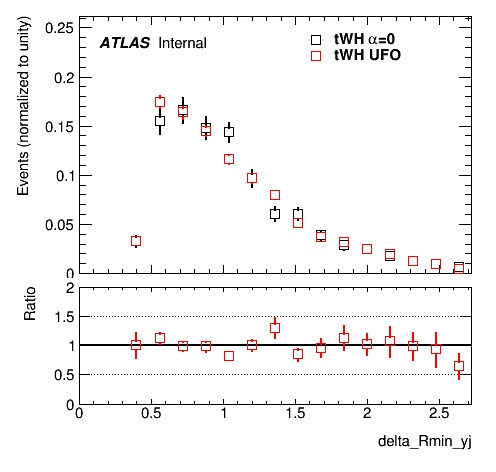 0.25
ATLAS Internal
tWH α=0
tWH UFO
0.2
Events (normalized to unity)
0.15
0.1
0.05
0
2
Ratio
1.5
1
0.5
0
0 0.5 1 1.5 2 2.5
delta_Rmin_yj